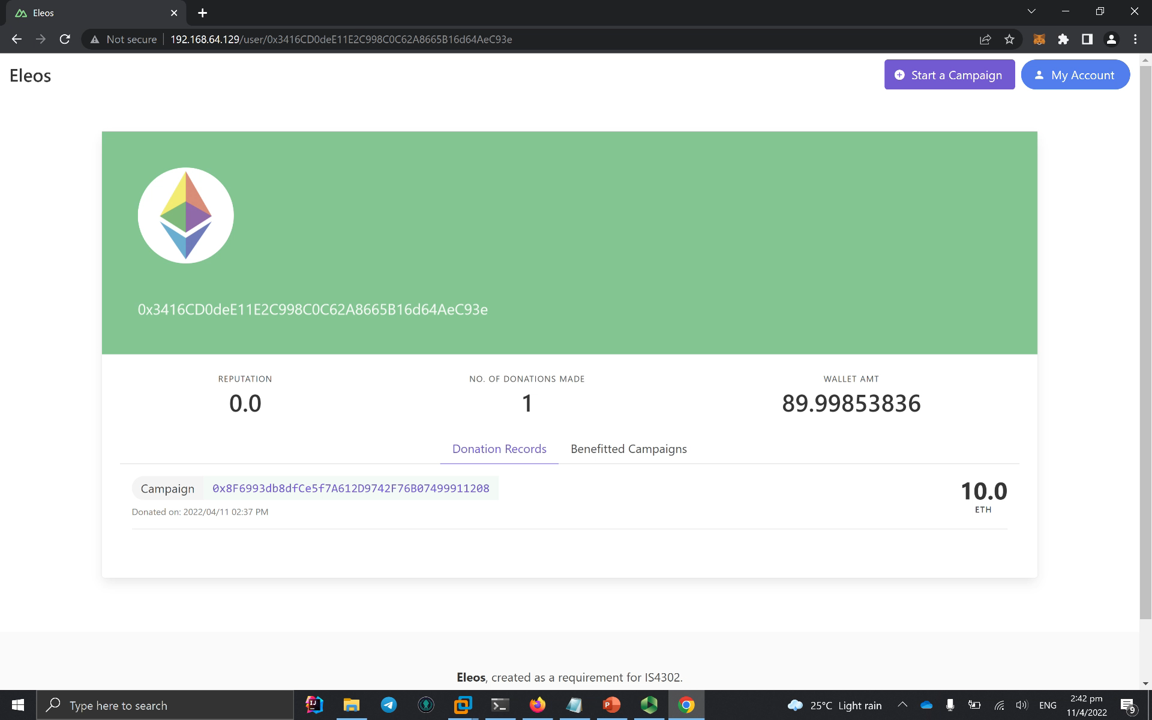 Eleos
Not secure
192.168.64.129/user/0x3416CD0deE11E2C998C0C62A8665B16d64AeC93e
Eleos
Start a Campaign
My Account
0x3416CD0deE11E2C998C0C62A8665B16d64AeC93e
REPUTATION
NO. OF DONATIONS MADE
WALLET AMT
0.0
1
89.99853836
Donation Records
Benefitted Campaigns
Campaign
0x8F6993db8dfCe5f7A612D9742F76B07499911208
10.0
ETH
Donated on: 2022/04/11 02:37 PM
Eleos, created as a requirement for IS4302.
Type here to search
25°C Light rain
ENG
2:42 pm
11/4/2022
9